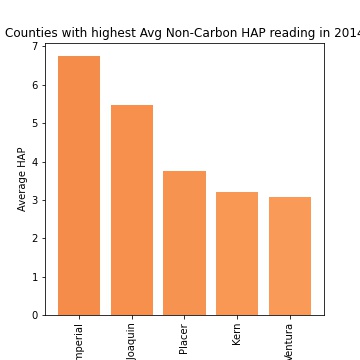 Counties with highest Avg Non-Carbon HAP reading in 2014
7
6
5
4
3
2
1
0
Average HAP
mperial
Joaquin
Placer
Kern
Ventura